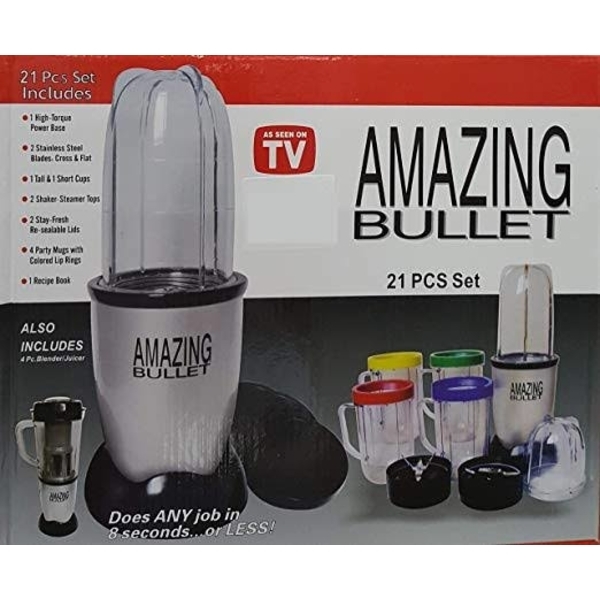 21 Pcs Set
Includes
1 High-Torque
Power Base
2 Stainless Steel
Blades, Cross & Flat
1 Tall & 1 Short Cups
2 Shaker-Steamer Tops
2 Stay-Fresh
Re-sealable Lids
4 Party Mugs with
Colored Lip Rings
1 Recipe Book
ALSO
INCLUDES
4 Pc. Blender/Juicer
AS SEEN ON
TV
AMAZING
BULLET
21 PCS Set
AMAZING
BULLET
AMAZING
BULLET
AMAZING
BULLET
Does ANY job in
8 seconds...or LESS!